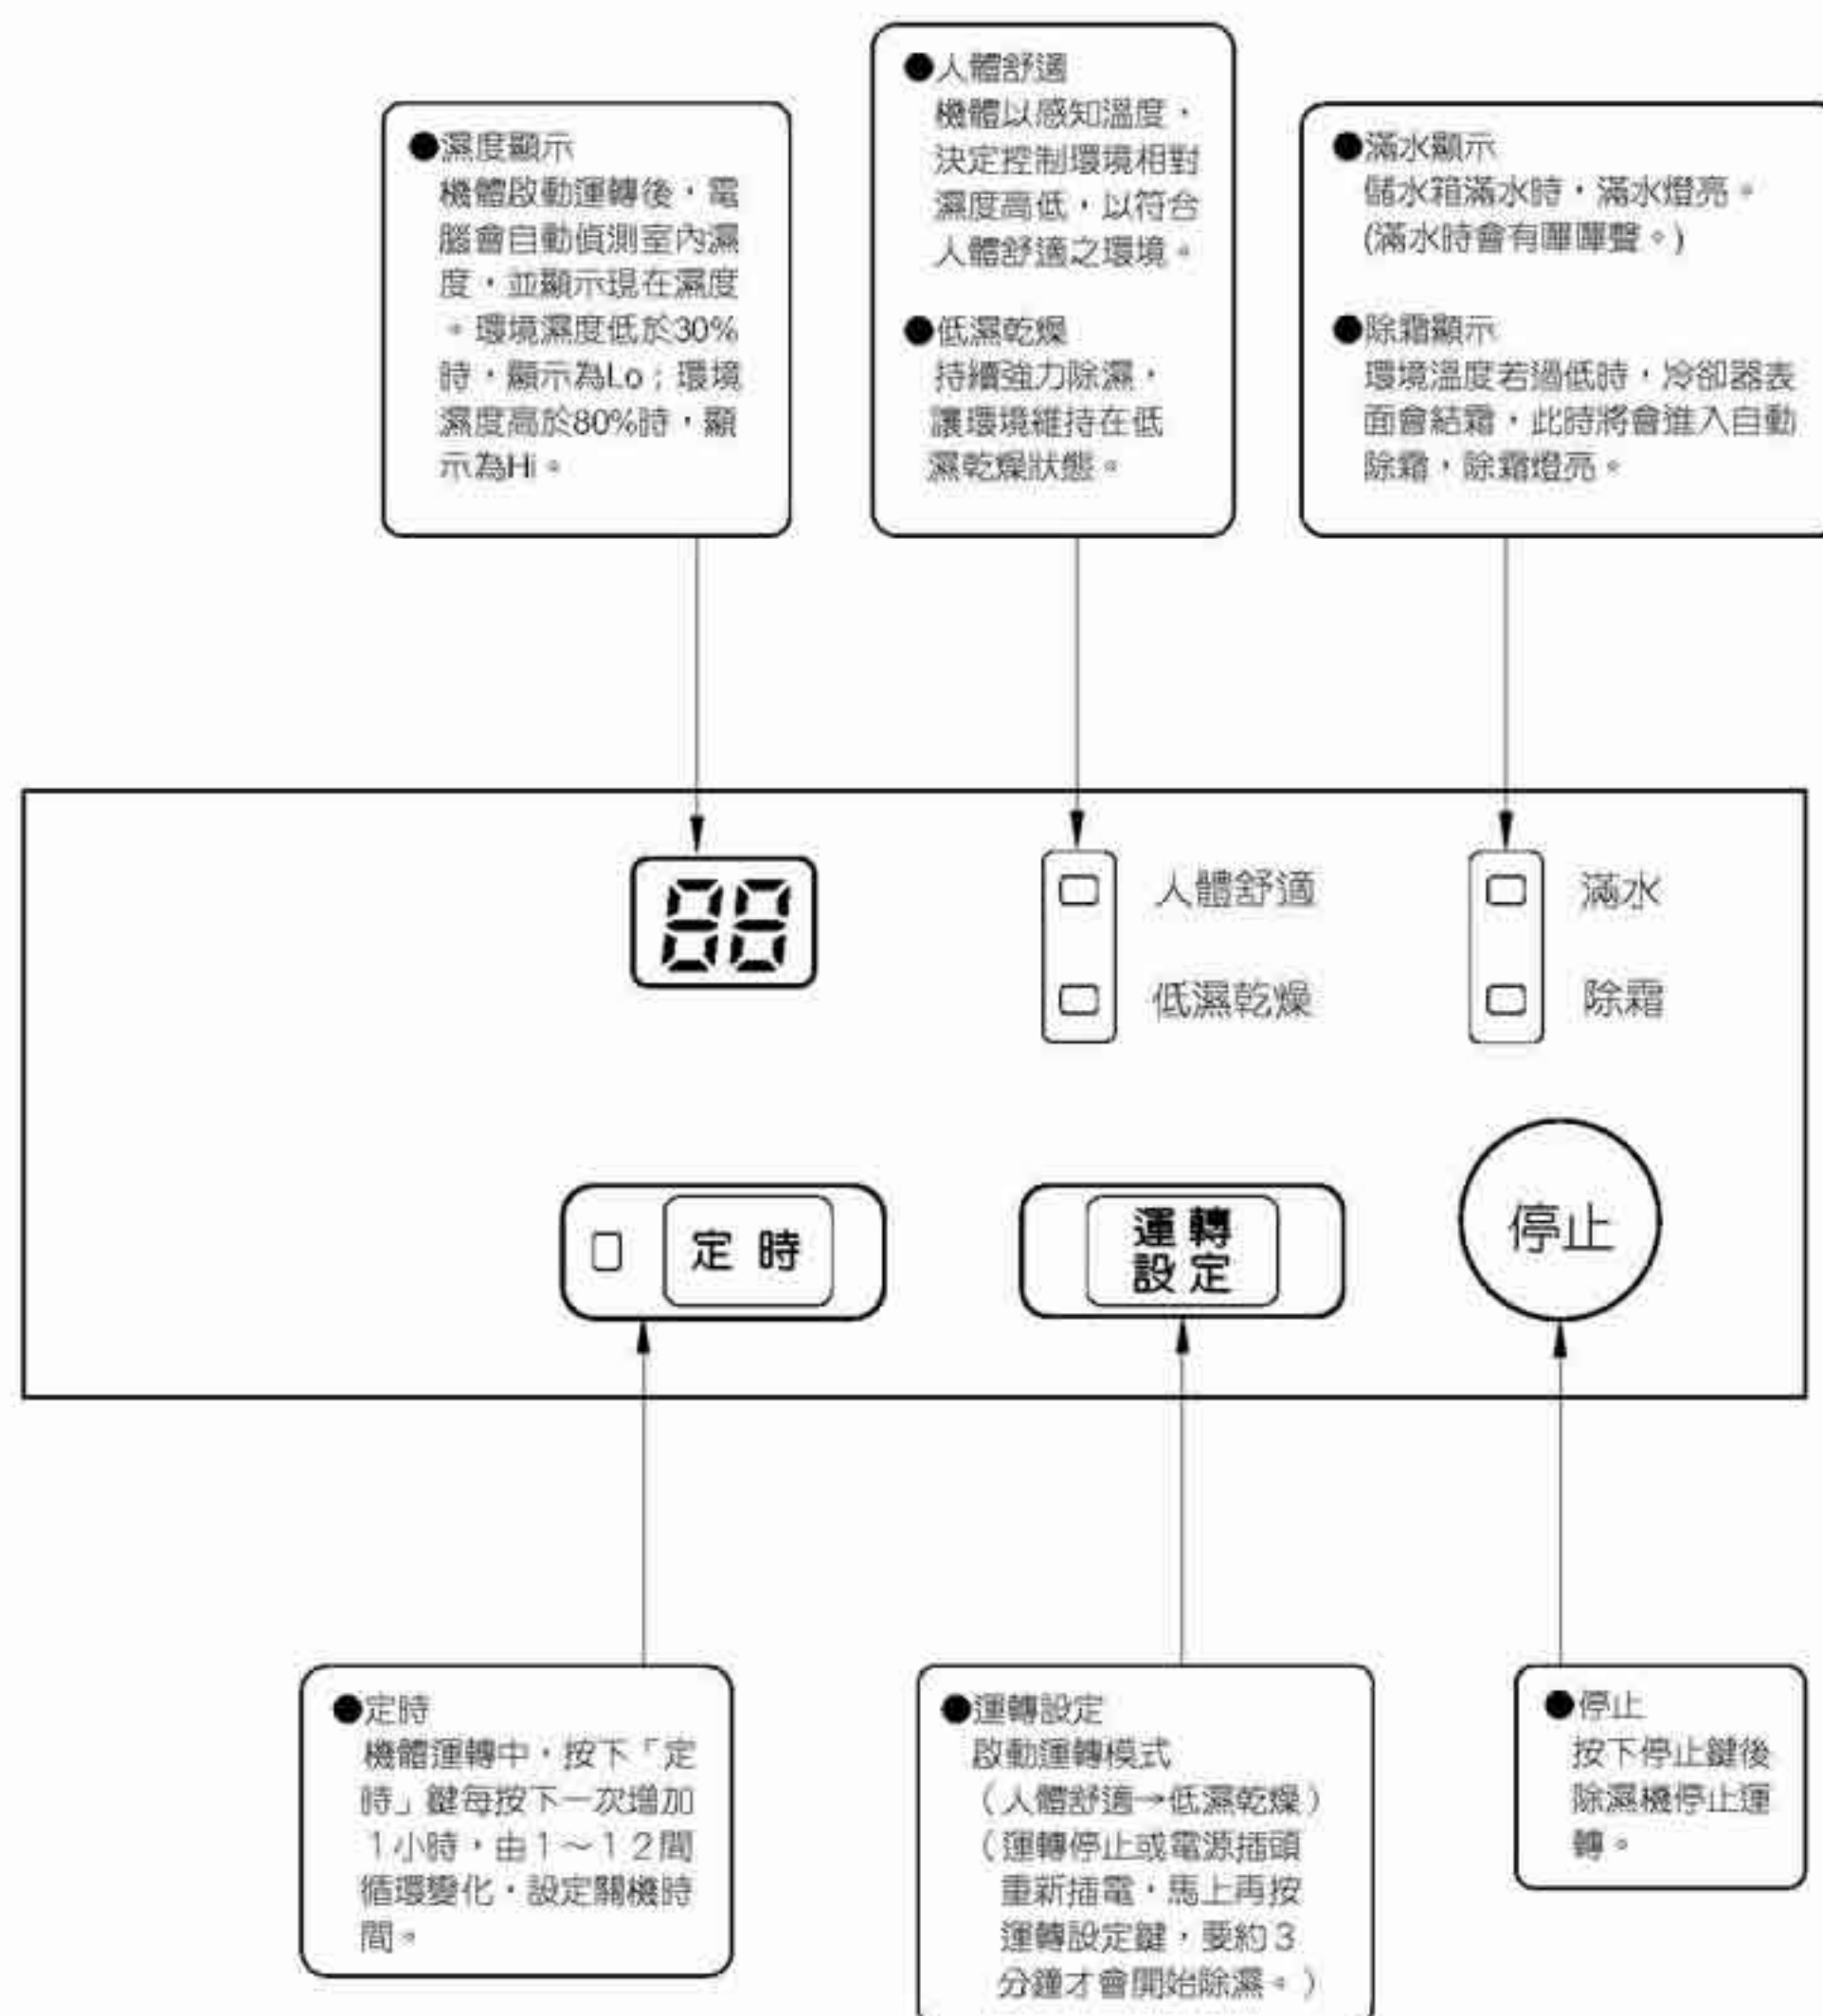 ●濕度顯示
機體啟動運轉後，電
腦會自動偵測室內濕
度，並顯示現在濕度
。環境濕度低於30%
時，顯示為Lo；環境
濕度高於80%時，顯
示為Hi。
●人體舒適
機體以感知溫度，
決定控制環境相對
濕度高低，以符合
人體舒適之環境。
●低濕乾燥
持續強力除濕，
讓環境維持在低
濕乾燥狀態。
●滿水顯示
儲水箱滿水時，滿水燈亮。
(滿水時會有嗶嗶聲。)
●除霜顯示
環境溫度若過低時，冷卻器表
面會結霜，此時將會進入自動
除霜，除霜燈亮。
88
人體舒適
低濕乾燥
滿水
除霜
定時
運轉
設定
停止
●定時
機體運轉中，按下「定
時」鍵每按下一次增加
1小時，由1～12間
循環變化，設定關機時
間。
●運轉設定
啟動運轉模式
（人體舒適→低濕乾燥）
（運轉停止或電源插頭
重新插電，馬上再按
運轉設定鍵，要約3
分鐘才會開始除濕。）
●停止
按下停止鍵後
除濕機停止運
轉。